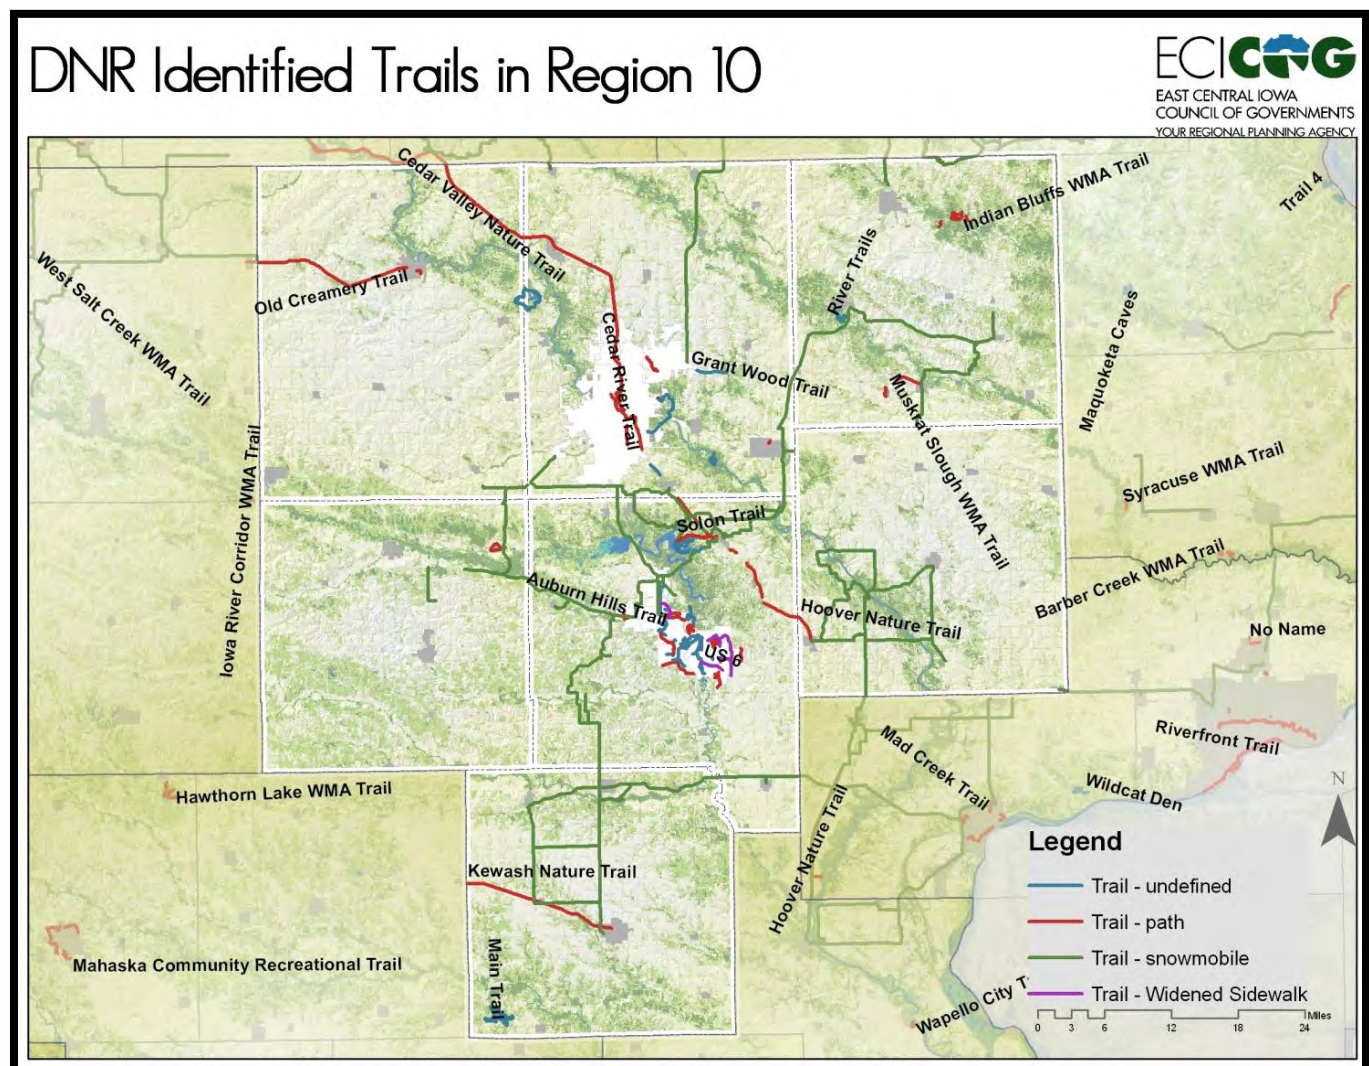 DNR Identified Trails in Region 10
ECICOG
EAST CENTRAL IOWA
COUNCIL OF GOVERNMENTS
YOUR REGIONAL PLANNING AGENCY
Cedar Valley Nature Trail
Indian Bluffs WMA Trail
Trail 4
West Salt Creek WMA Trail
Old Creamery Trail
River Trails
Maquoketa Caves
Cedar River Trail
Grant Wood Trail
Muskrat Slough WMA Trail
Iowa River Corridor WMA Trail
Syracuse WMA Trail
Solon Trail
Barber Creek WMA Trail
Auburn Hills Trail
Hoover Nature Trail
No Name
US 6
Riverfront Trail
Mad Creek Trail
Wildcat Den
Hawthorn Lake WMA Trail
Hoover Nature Trail
N
Legend
Kewash Nature Trail
Trail - undefined
Trail - path
Main Trail
Mahaska Community Recreational Trail
Trail - snowmobile
Trail - Widened Sidewalk
Wapello City T
Miles
0 3 6 12 18 24